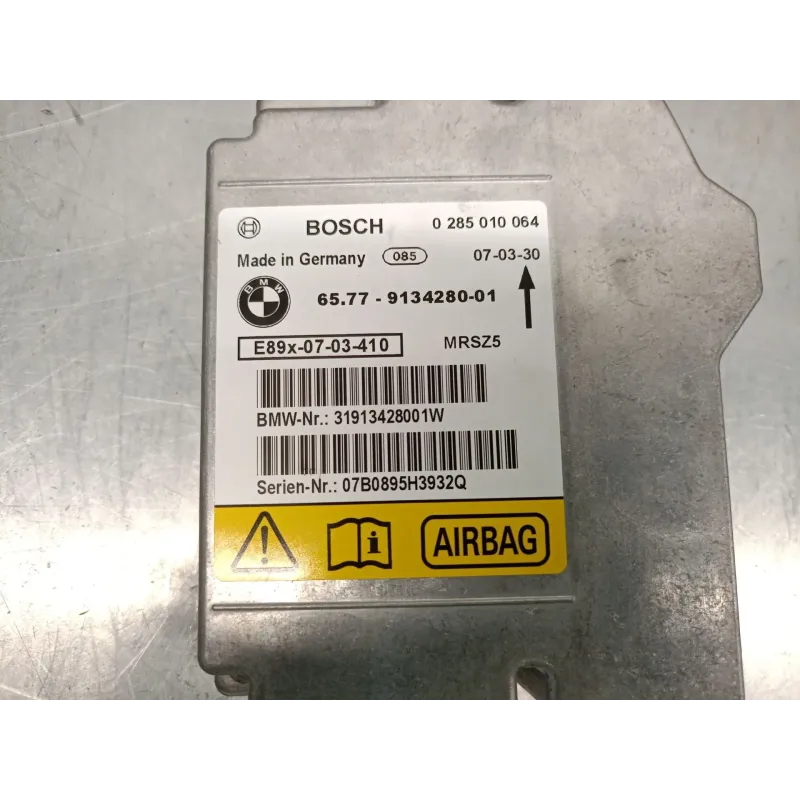 BOSCH 0 285 010 064
Made in Germany 085 07-03-30
BMW
65.77 - 9134280-01
E89x-07-03-410 MRSZ5
BMW-Nr.: 31913428001W
Serien-Nr.: 07B0895H3932Q
AIRBAG